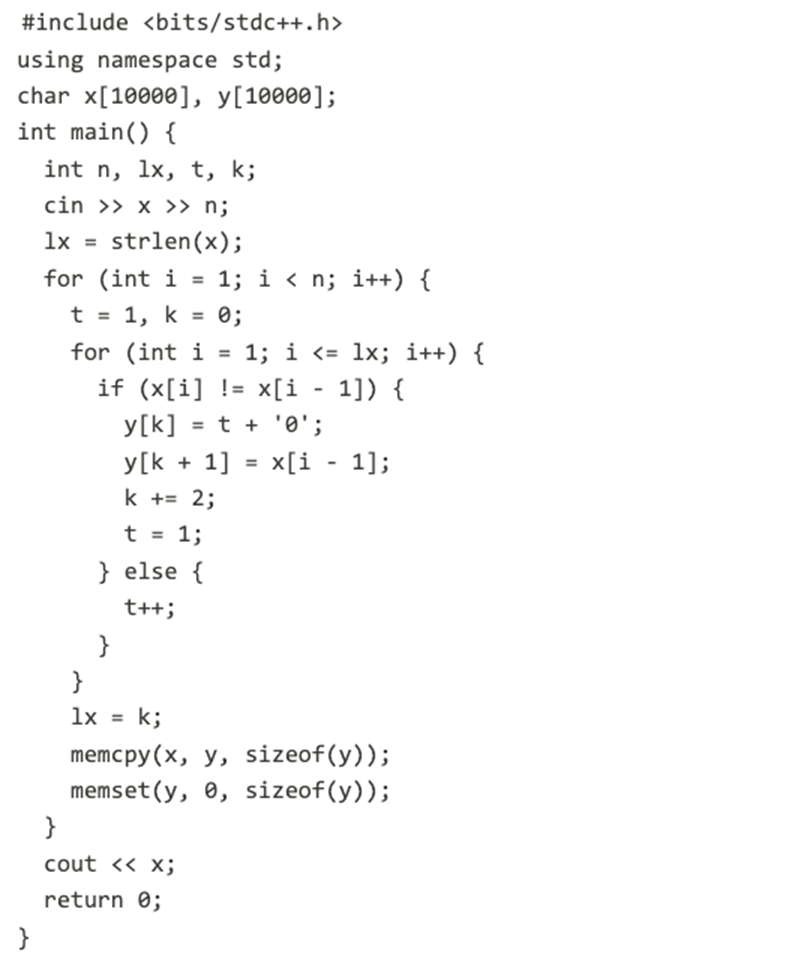 #include <bits/stdc++.h>
using namespace std;
char x[10000], y[10000];
int main() {
  int n, lx, t, k;
  cin >> x >> n;
  lx = strlen(x);
  for (int i = 1; i < n; i++) {
    t = 1, k = 0;
    for (int i = 1; i <= lx; i++) {
      if (x[i] != x[i - 1]) {
        y[k] = t + '0';
        y[k + 1] = x[i - 1];
        k += 2;
        t = 1;
      } else {
        t++;
      }
    }
    lx = k;
    memcpy(x, y, sizeof(y));
    memset(y, 0, sizeof(y));
  }
  cout << x;
  return 0;
}